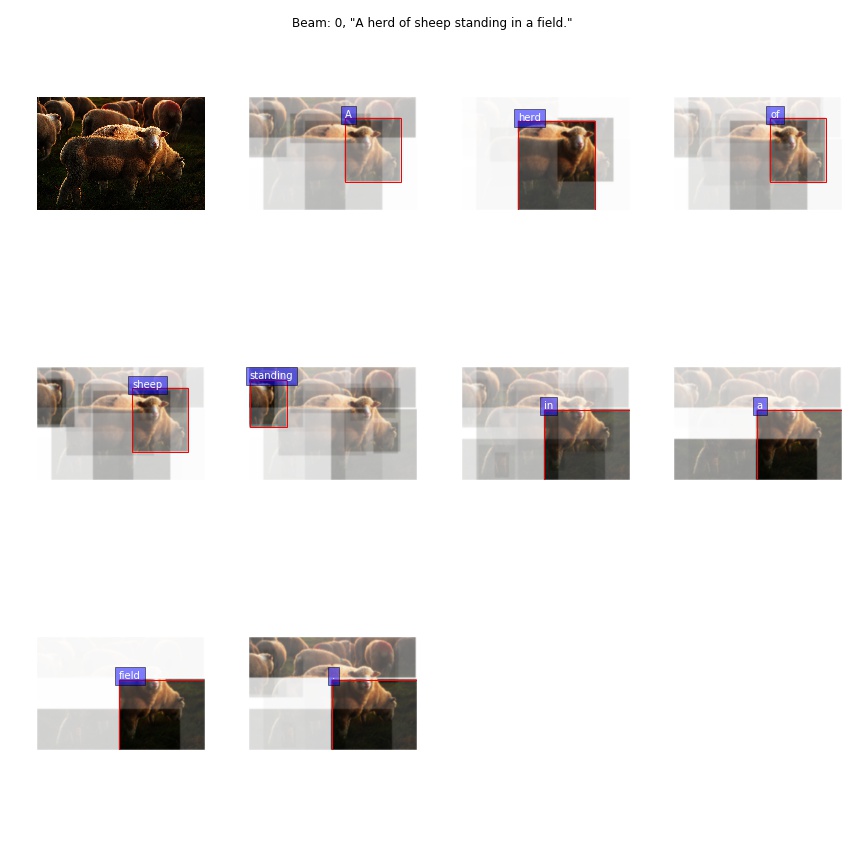 Beam: 0, "A herd of sheep standing in a field."
A
herd
of
sheep
standing
in
a
field
.